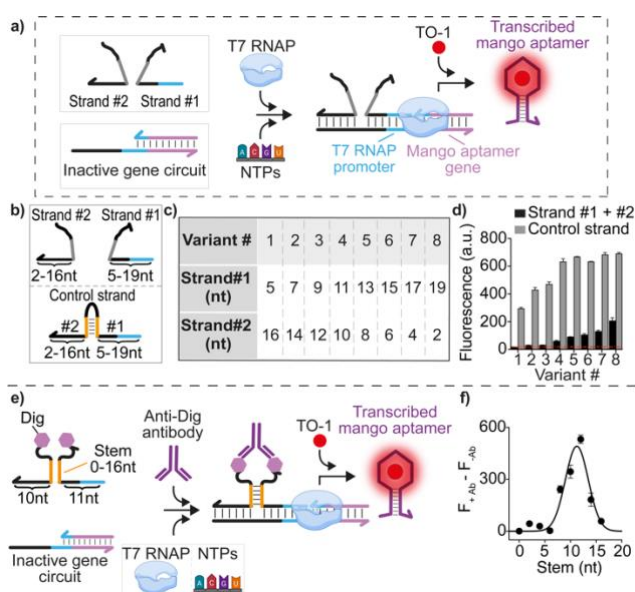 a)
T7 RNAP
TO-1
Transcribed
mango aptamer
Strand #2
Strand #1
Inactive gene circuit
A C G U
NTPs
T7 RNAP
promoter
Mango aptamer
gene
b)
Strand #2
Strand #1
2-16nt
5-19nt
Control strand
#2
#1
2-16nt
5-19nt
c)
Variant # 1 2 3 4 5 6 7 8
Strand#1 (nt) 5 7 9 11 13 15 17 19
Strand#2 (nt) 16 14 12 10 8 6 4 2
d)
Strand #1 + #2
Control strand
Fluorescence (a.u.)
800
600
400
200
0
1 2 3 4 5 6 7 8
Variant #
e)
Dig
Stem
0-16nt
10nt
11nt
Inactive gene
circuit
Anti-Dig
antibody
T7 RNAP
NTPs
A C G U
TO-1
Transcribed
mango aptamer
f)
F+ Ab - F-Ab
600
300
0
0 5 10 15 20
Stem (nt)